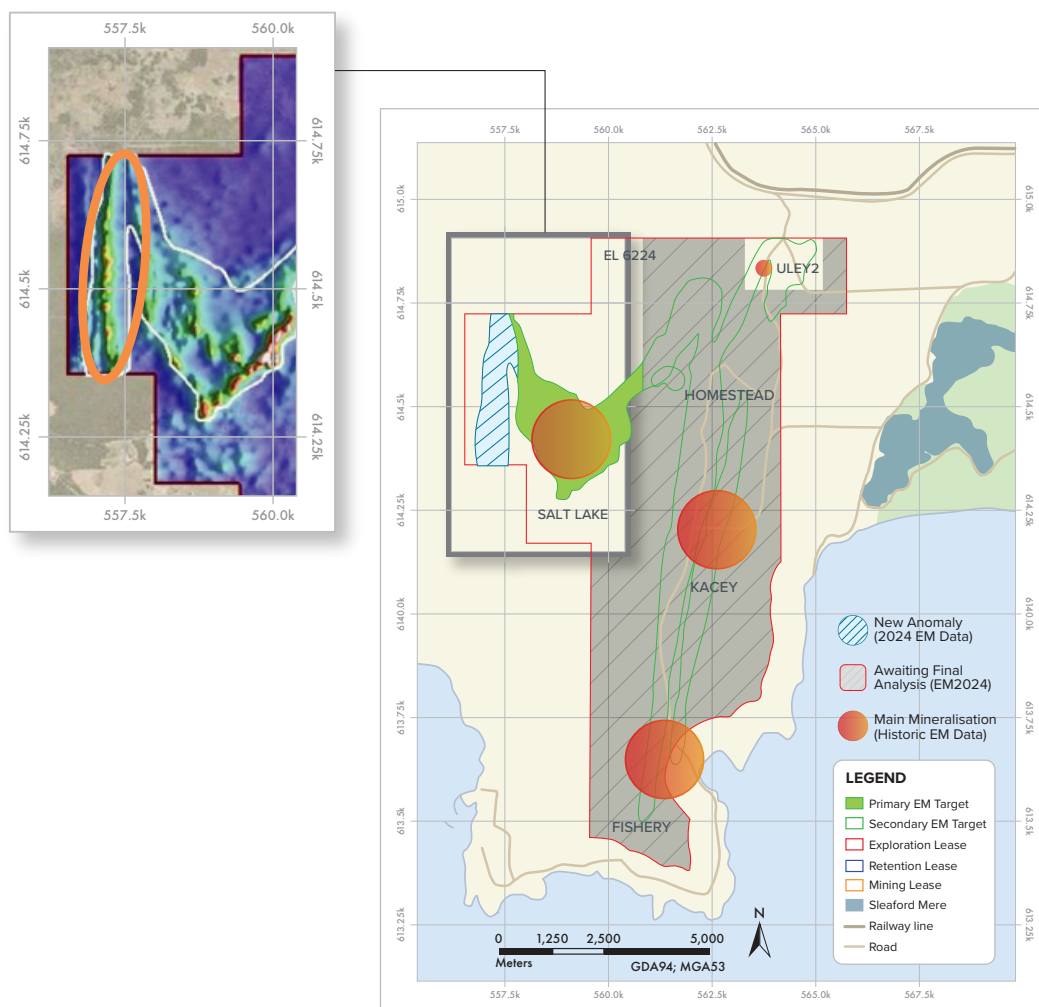 557.5k 560.0k
614.75k 614.75k
614.5k 614.5k
614.25k 614.25k
557.5k 560.0k
557.5k 560.0k 562.5k 565.0k 567.5k
615.0k 615.0k
EL 6224
ULEY2
614.75k 614.75k
HOMESTEAD
614.5k 614.5k
SALT LAKE
614.25k 614.25k
KACEY
6140.0k 6140.0k
New Anomaly
(2024 EM Data)
Awaiting Final
Analysis (EM2024)
613.75k 613.75k
Main Mineralisation
(Historic EM Data)
LEGEND
Primary EM Target
Secondary EM Target
Exploration Lease
Retention Lease
Mining Lease
Sleaford Mere
Railway line
Road
613.5k 613.5k
FISHERY
613.25k 613.25k
N
0 1,250 2,500 5,000
Meters
GDA94; MGA53
557.5k 560.0k 562.5k 565.0k 567.5k